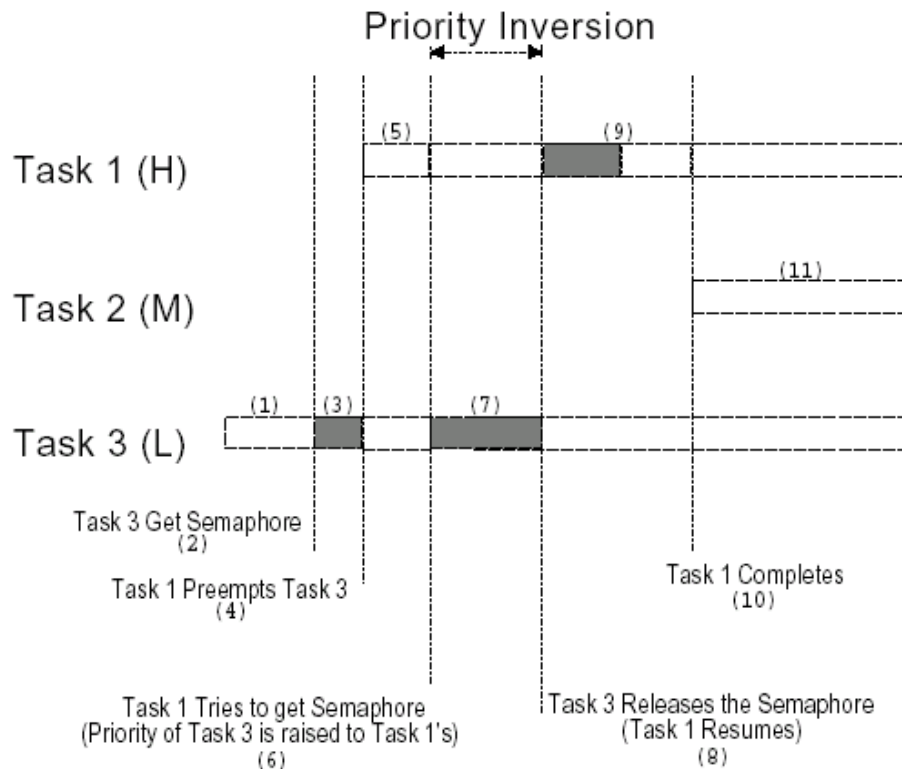 Priority Inversion
(5)
(9)
Task 1 (H)
(11)
Task 2 (M)
(1)
(3)
(7)
Task 3 (L)
Task 3 Get Semaphore
(2)
Task 1 Preempts Task 3
(4)
Task 1 Completes
(10)
Task 1 Tries to get Semaphore
(Priority of Task 3 is raised to Task 1's)
(6)
Task 3 Releases the Semaphore
(Task 1 Resumes)
(8)